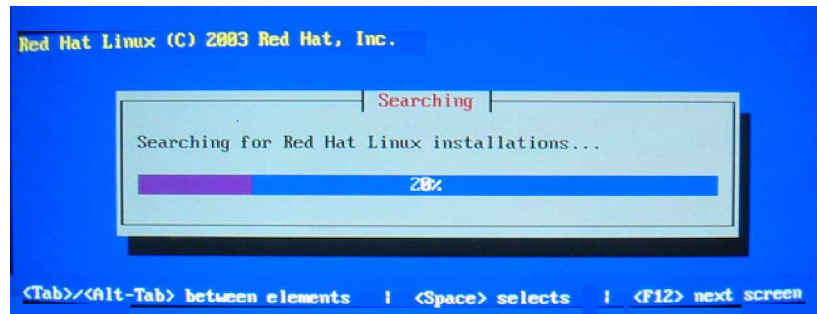 Red Hat Linux (C) 2003 Red Hat, Inc.
Searching
Searching for Red Hat Linux installations...
20%
<Tab>/<Alt-Tab> between elements | <Space> selects | <F12> next screen